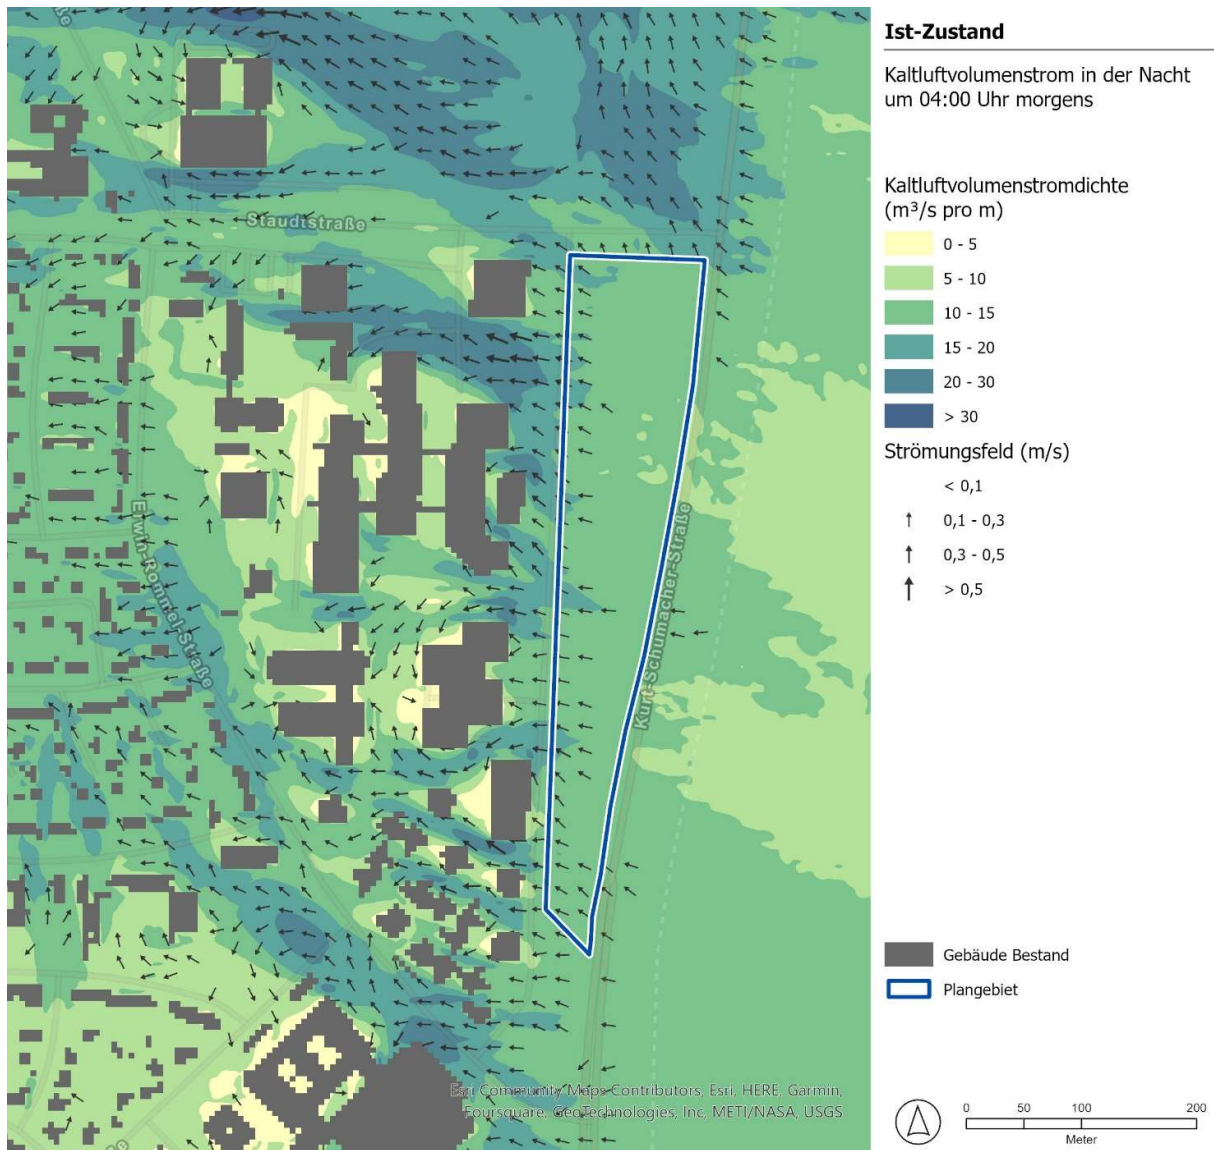 Ist-Zustand
Kaltluftvolumenstrom in der Nacht
um 04:00 Uhr morgens
Kaltluftvolumenstromdichte
(m³/s pro m)
0 - 5
5 - 10
10 - 15
15 - 20
20 - 30
> 30
Strömungsfeld (m/s)
< 0,1
0,1 - 0,3
0,3 - 0,5
> 0,5
Gebäude Bestand
Plangebiet
0 50 100 200
Meter
Staudtstraße
Erwin-Rommel-Straße
Kurt-Schumacher-Straße
Esri Community Maps Contributors, Esri, HERE, Garmin,
Foursquare, GeoTechnologies, Inc, METI/NASA, USGS